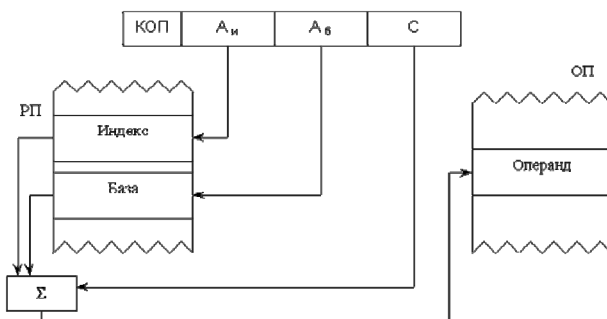 КОП Aи Aб С
ОП
РП
Индекс
Операнд
База
Σ